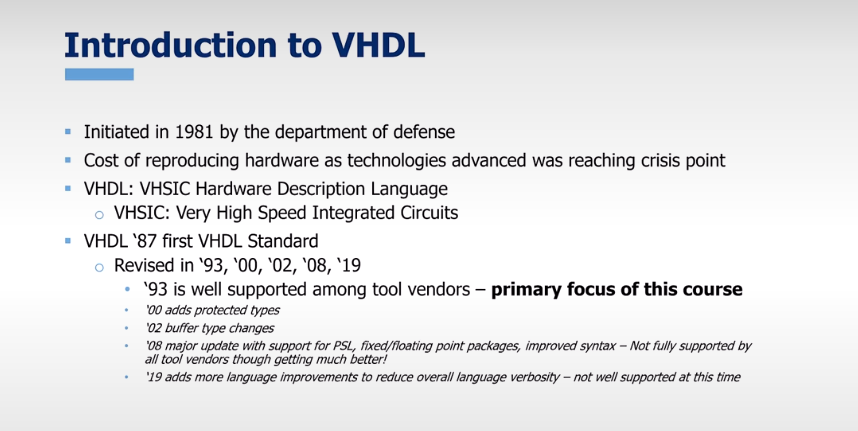 Introduction to VHDL
Initiated in 1981 by the department of defense
Cost of reproducing hardware as technologies advanced was reaching crisis point
VHDL: VHSIC Hardware Description Language
VHSIC: Very High Speed Integrated Circuits
VHDL ‘87 first VHDL Standard
Revised in ‘93, ‘00, ‘02, ‘08, ‘19
‘93 is well supported among tool vendors – primary focus of this course
‘00 adds protected types
‘02 buffer type changes
‘08 major update with support for PSL, fixed/floating point packages, improved syntax – Not fully supported by
all tool vendors though getting much better!
‘19 adds more language improvements to reduce overall language verbosity – not well supported at this time